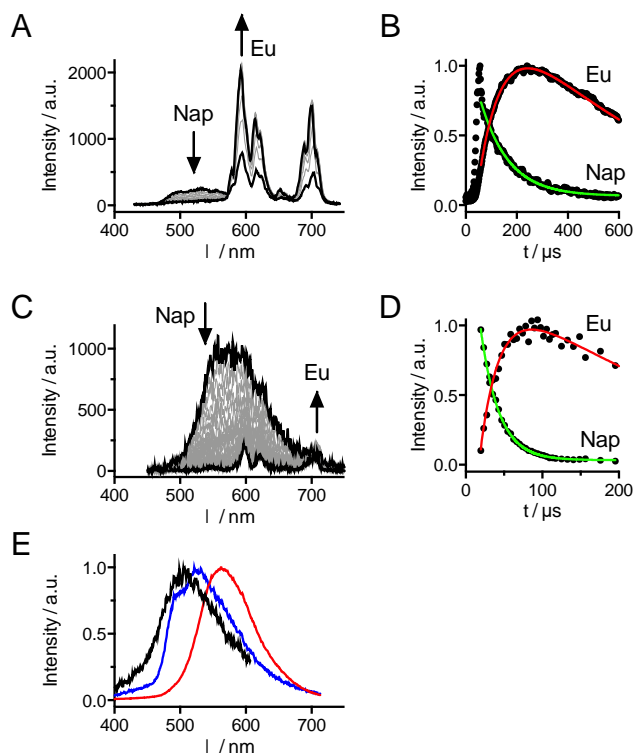 A
Intensity / a.u.
2000
1000
0
Nap
Eu
400 500 600 700
l / nm
B
Intensity / a.u.
1.0
0.5
0.0
Eu
Nap
0 200 400 600
t / µs
C
Intensity / a.u.
1000
500
0
Nap
Eu
400 500 600 700
l / nm
D
Intensity / a.u.
1.0
0.5
0.0
Eu
Nap
0 100 200
t / µs
E
Intensity / a.u.
1.0
0.5
0.0
400 500 600 700
l / nm